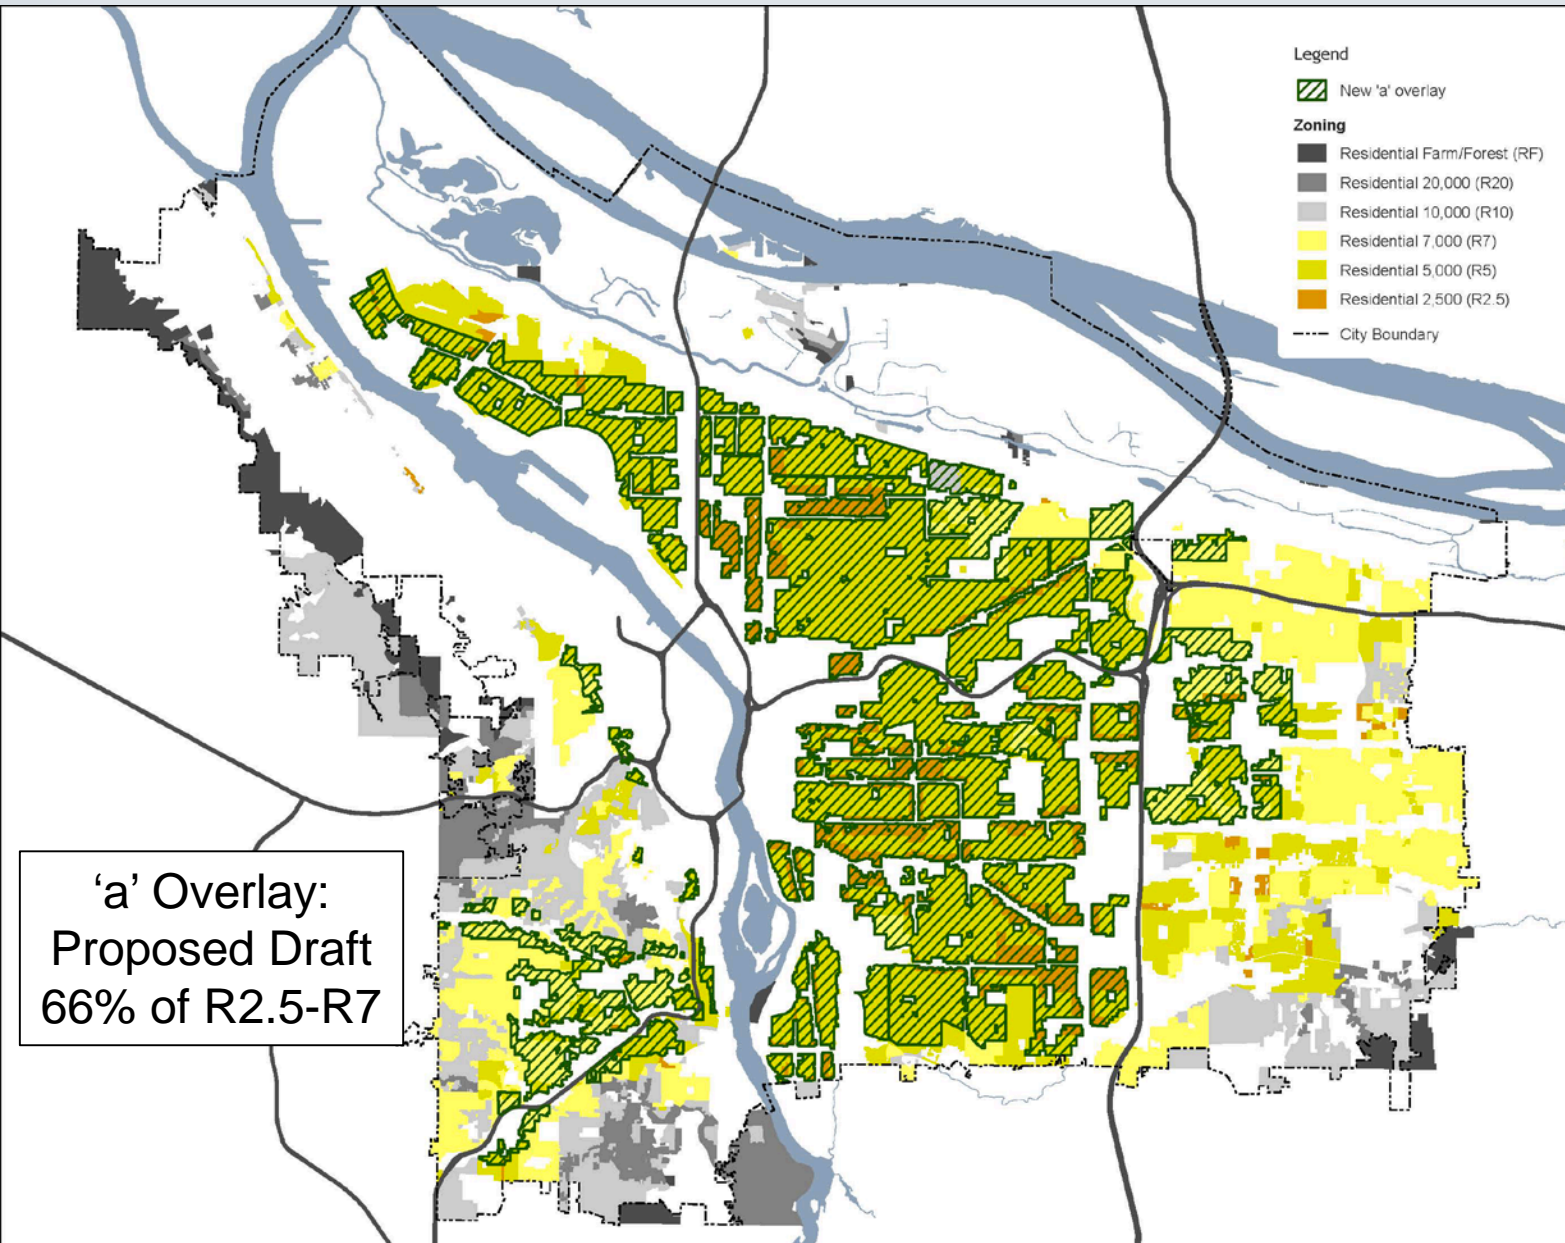 Legend
New 'a' overlay
Zoning
Residential Farm/Forest (RF)
Residential 20,000 (R20)
Residential 10,000 (R10)
Residential 7,000 (R7)
Residential 5,000 (R5)
Residential 2,500 (R2.5)
City Boundary
‘a’ Overlay:
Proposed Draft
66% of R2.5-R7